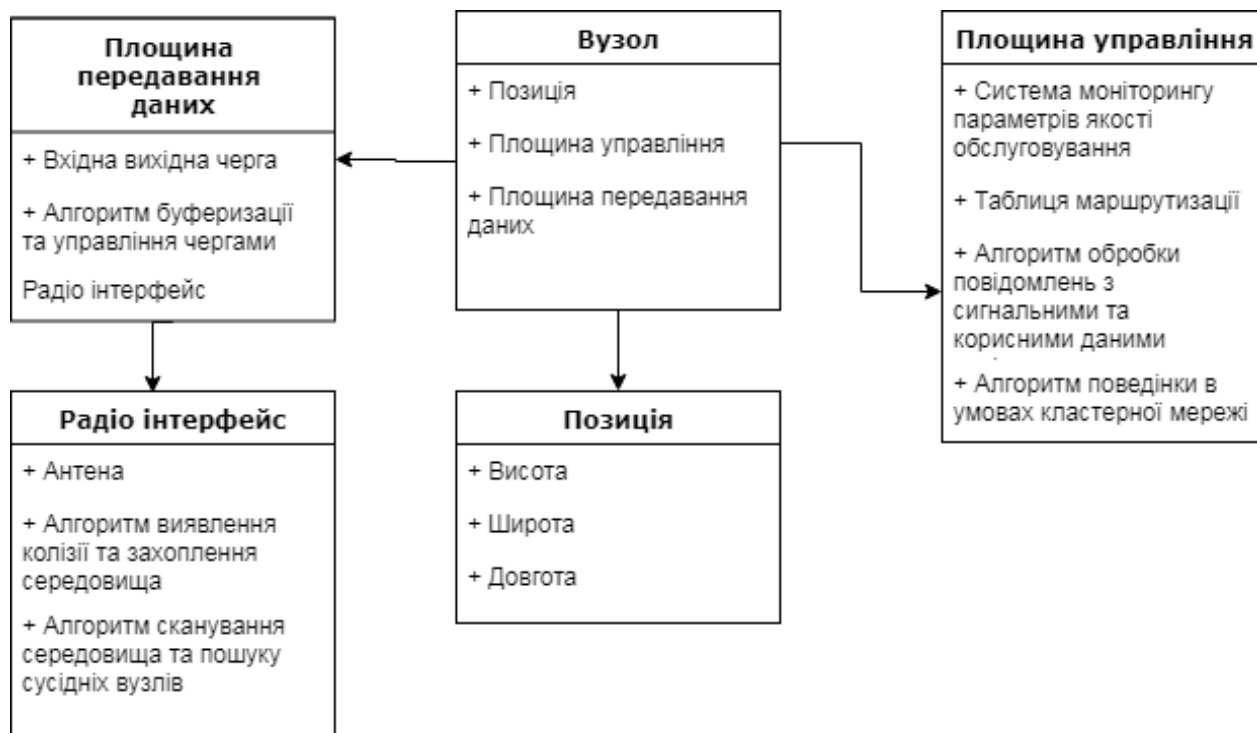 Площина
передавання
даних
+ Вхідна вихідна черга
+ Алгоритм буферизації
та управління чергами
Радіо інтерфейс
Вузол
+ Позиція
+ Площина управління
+ Площина передавання
даних
Площина управління
+ Система моніторингу
параметрів якості
обслуговування
+ Таблиця маршрутизації
+ Алгоритм обробки
повідомлень з
сигнальними та
корисними даними
+ Алгоритм поведінки в
умовах кластерної мережі
Радіо інтерфейс
+ Антена
+ Алгоритм виявлення
колізії та захоплення
середовища
+ Алгоритм сканування
середовища та пошуку
сусідніх вузлів
Позиція
+ Висота
+ Широта
+ Довгота